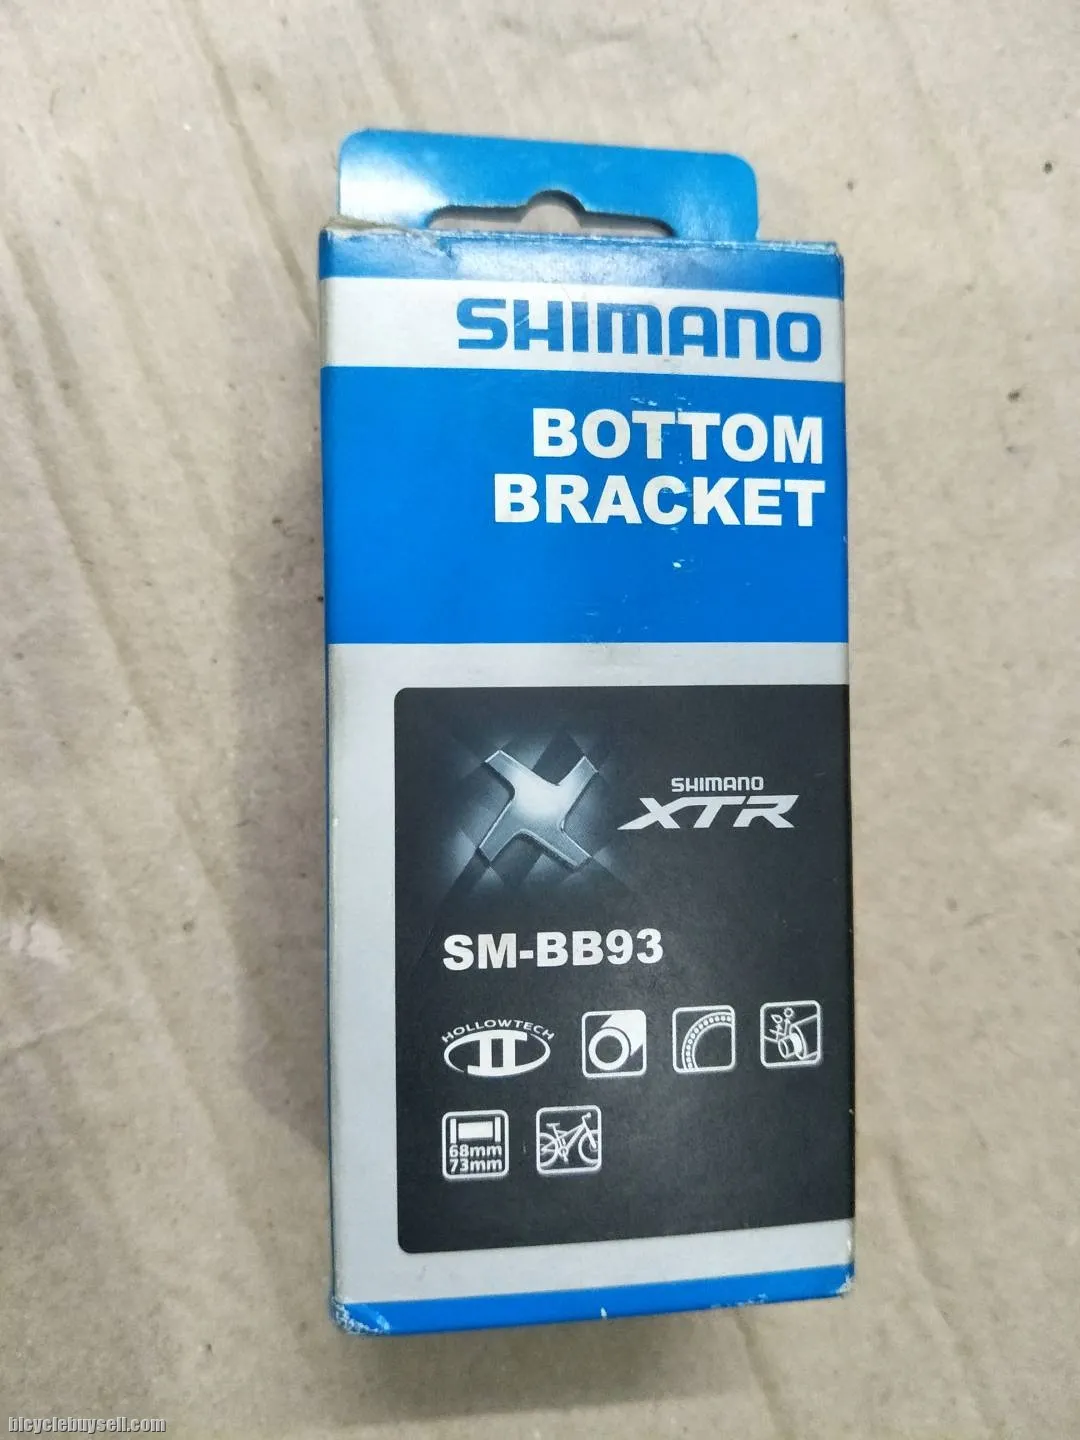 SHIMANO
BOTTOM
BRACKET
SHIMANO
XTR
SM-BB93
HOLLOWTECH
II
68mm
73mm
bicyclebuysell.com